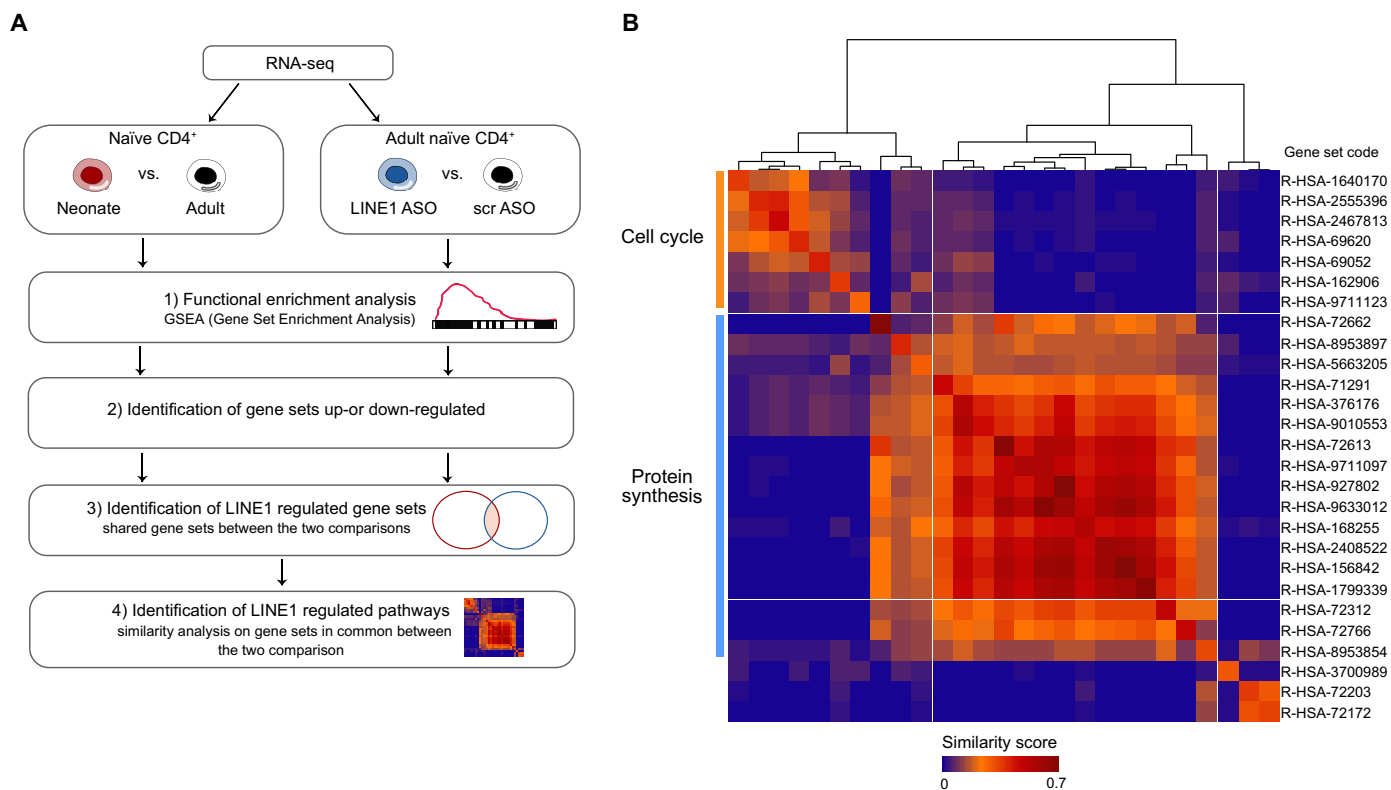 A
RNA-seq
Naïve CD4+
Neonate
vs.
Adult
Adult naïve CD4+
LINE1 ASO
vs.
scr ASO
1) Functional enrichment analysis
GSEA (Gene Set Enrichment Analysis)
2) Identification of gene sets up-or down-regulated
3) Identification of LINE1 regulated gene sets
shared gene sets between the two comparisons
4) Identification of LINE1 regulated pathways
similarity analysis on gene sets in common between
the two comparison
B
Gene set code
Cell cycle
Protein
synthesis
R-HSA-1640170
R-HSA-2555396
R-HSA-2467813
R-HSA-69620
R-HSA-69052
R-HSA-162906
R-HSA-9711123
R-HSA-72662
R-HSA-8953897
R-HSA-5663205
R-HSA-71291
R-HSA-376176
R-HSA-9010553
R-HSA-72613
R-HSA-9711097
R-HSA-927802
R-HSA-9633012
R-HSA-168255
R-HSA-2408522
R-HSA-156842
R-HSA-1799339
R-HSA-72312
R-HSA-72766
R-HSA-8953854
R-HSA-3700989
R-HSA-72203
R-HSA-72172
Similarity score
0 0.7